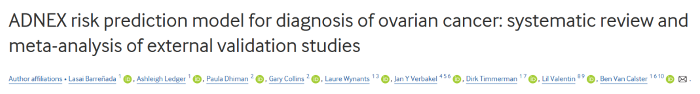 ADNEX risk prediction model for diagnosis of ovarian cancer: systematic review and
meta-analysis of external validation studies
Author affiliations • Lasai Barreñada 1, Ashleigh Ledger 1, Paula Dhiman 2, Gary Collins 2, Laure Wynants 1 3, Jan Y Verbakel 4 5 6, Dirk Timmerman 1 7, Lil Valentin 8 9, Ben Van Calster 1 6 10.